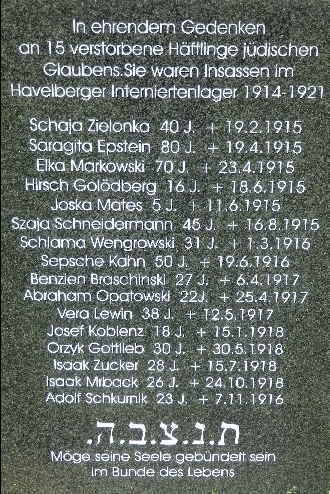 In ehrendem Gedenken
an 15 verstorbene Häftlinge jüdischen
Glaubens. Sie waren Insassen im
Havelberger Interniertenlager 1914-1921
Schaja Zielonka 40 J. + 19.2.1915
Saragita Epstein 80 J. + 19.4.1915
Elka Markowski 70 J. + 23.4.1915
Hirsch Golödberg 16 J. + 18.6.1915
Joska Mates 5 J. + 11.6.1915
Szaja Schneidermann 45 J. + 16.8.1915
Schlama Wengrowski 31 J. + 1.3.1916
Sepsche Kahn 50 J. + 19.6.1916
Benzien Braschinski 27 J. + 6.4.1917
Abraham Opatowski 22J. + 25.4.1917
Vera Lewin 38 J. + 12.5.1917
Josef Koblenz 18 J. + 15.1.1918
Orzyk Gottlieb 30 J. + 30.5.1918
Isaak Zucker 28 J. + 15.7.1918
Isaak Mrback 26 J. + 24.10.1918
Adolf Schkurnik 23 J. + 7.11.1916
ת.נ.צ.ב.ה.
Möge seine Seele gebündelt sein
im Bunde des Lebens